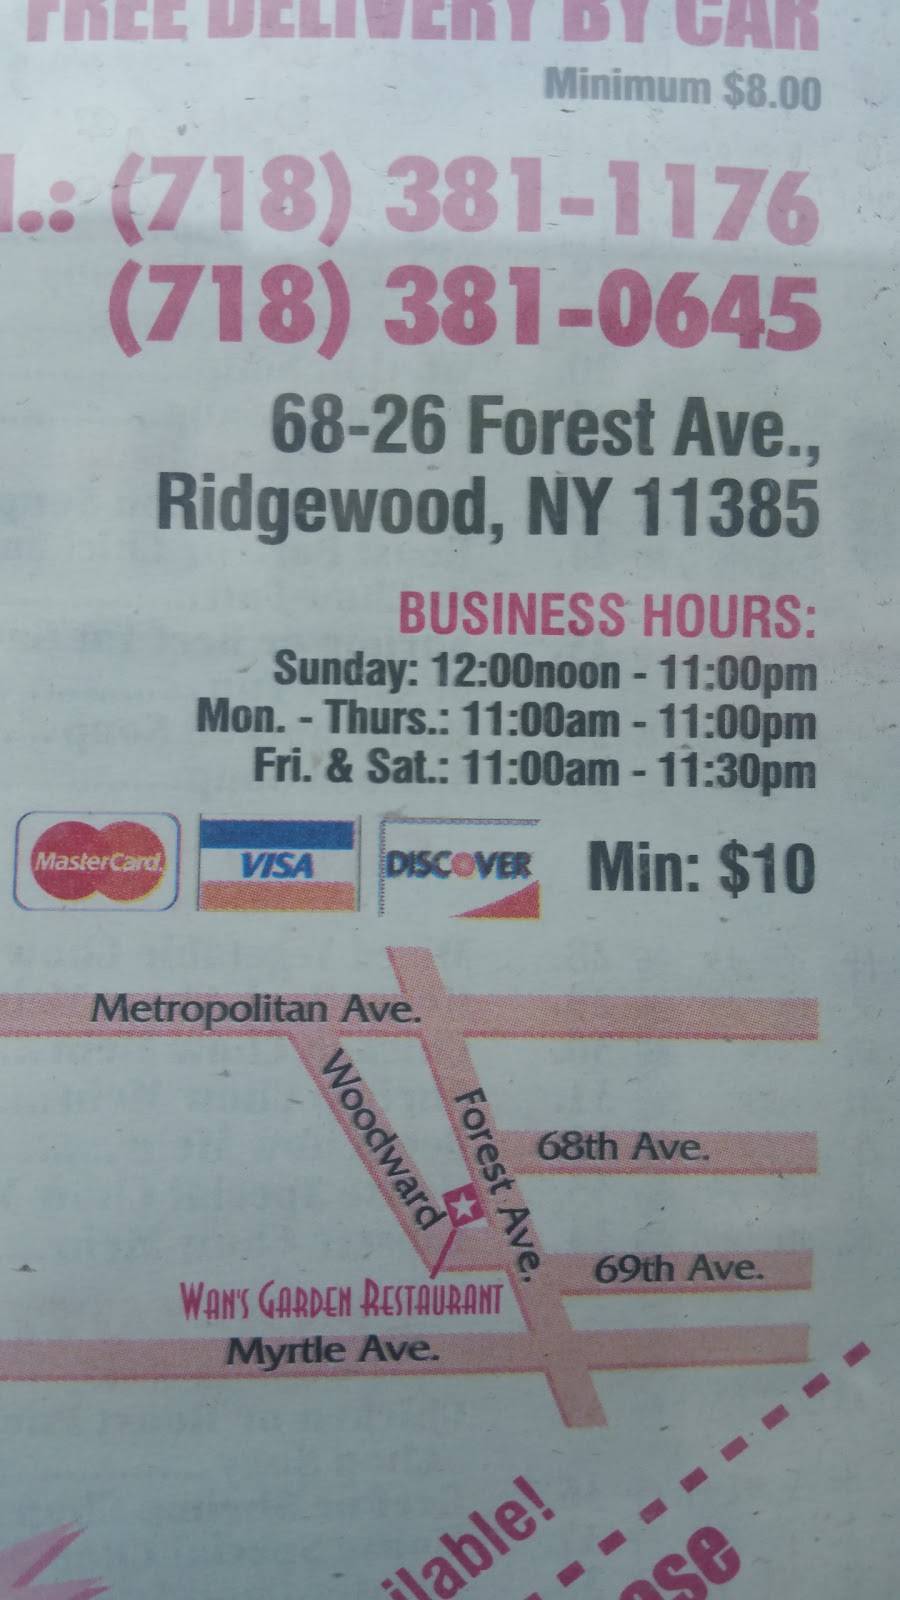 FREE DELIVERY BY CAR
Minimum $8.00
(718) 381-1176
(718) 381-0645
68-26 Forest Ave.,
Ridgewood, NY 11385
BUSINESS HOURS:
Sunday: 12:00noon - 11:00pm
Mon. - Thurs.: 11:00am - 11:00pm
Fri. & Sat.: 11:00am - 11:30pm
MasterCard VISA DISCOVER Min: $10
Metropolitan Ave.
Woodward
Forest Ave.
68th Ave.
69th Ave.
WAN'S GARDEN RESTAURANT
Myrtle Ave.